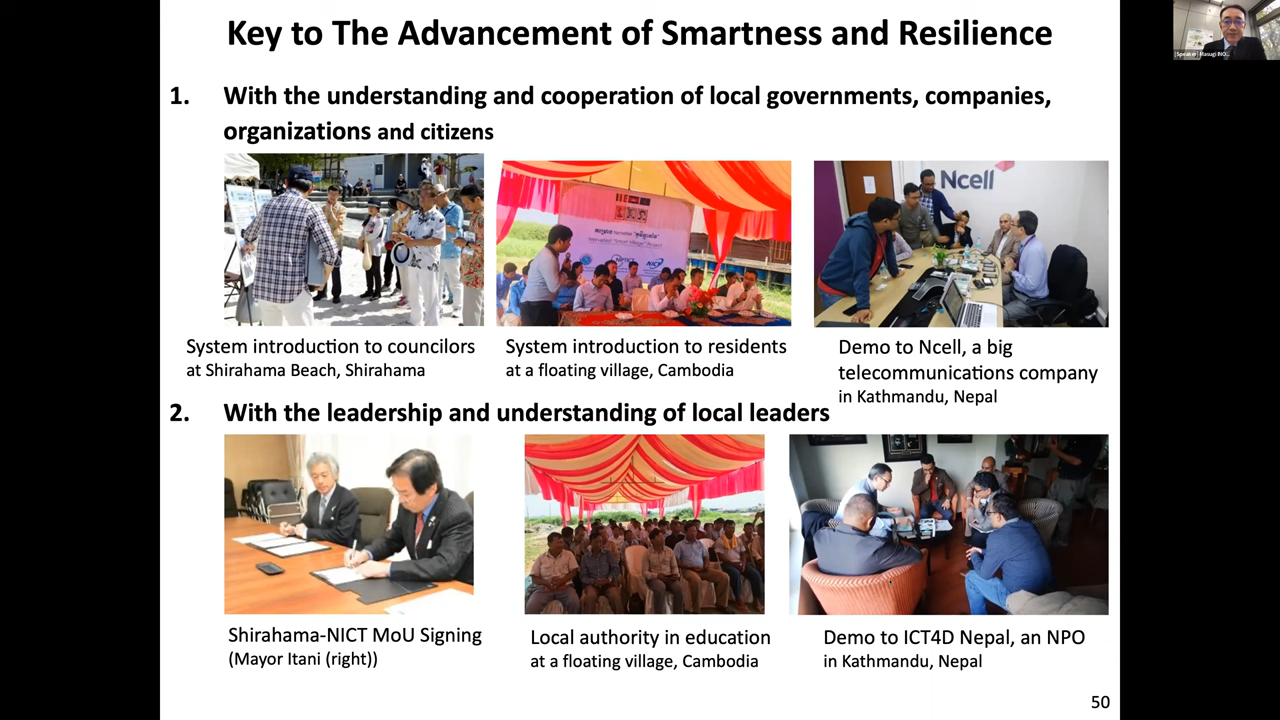 Key to The Advancement of Smartness and Resilience
1. With the understanding and cooperation of local governments, companies,
organizations and citizens
Ncell
NICT
System introduction to councilors
at Shirahama Beach, Shirahama
System introduction to residents
at a floating village, Cambodia
Demo to Ncell, a big
telecommunications company
in Kathmandu, Nepal
2. With the leadership and understanding of local leaders
Shirahama-NICT MoU Signing
(Mayor Itani (right))
Local authority in education
at a floating village, Cambodia
Demo to ICT4D Nepal, an NPO
in Kathmandu, Nepal
50